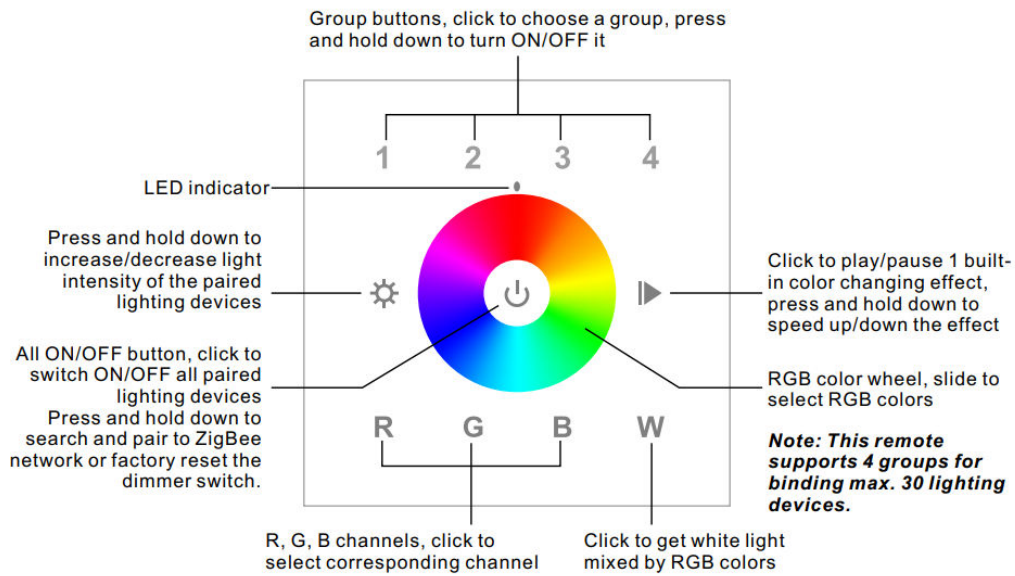 Group buttons, click to choose a group, press
and hold down to turn ON/OFF it
1 2 3 4
LED indicator
Press and hold down to
increase/decrease light
intensity of the paired
lighting devices
Click to play/pause 1 built-
in color changing effect,
press and hold down to
speed up/down the effect
All ON/OFF button, click to
switch ON/OFF all paired
lighting devices
Press and hold down to
search and pair to ZigBee
network or factory reset the
dimmer switch.
RGB color wheel, slide to
select RGB colors
Note: This remote
supports 4 groups for
binding max. 30 lighting
devices.
R G B W
R, G, B channels, click to
select corresponding channel
Click to get white light
mixed by RGB colors